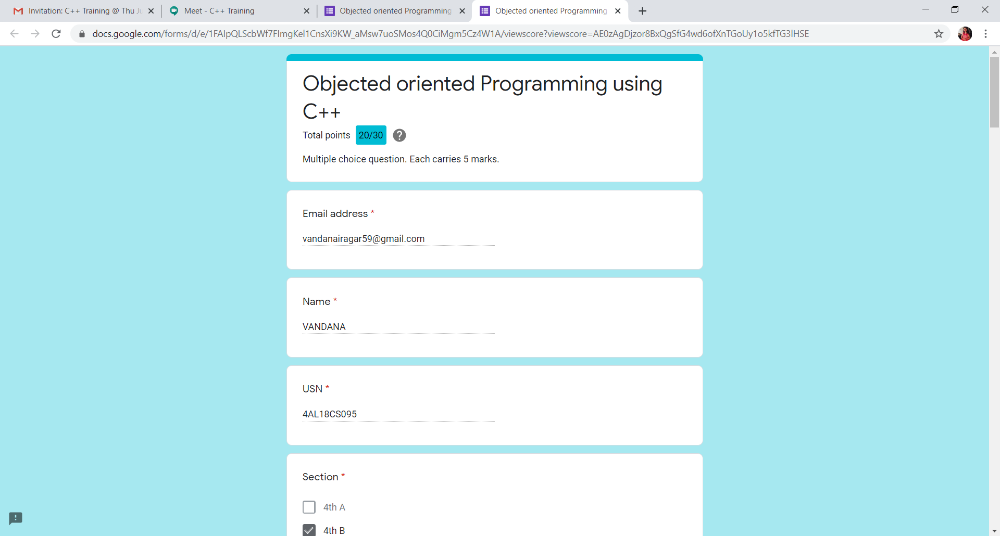 Invitation: C++ Training @ Thu Ju
Meet - C++ Training
Objected oriented Programming
Objected oriented Programming
docs.google.com/forms/d/e/1FAIpQLScbWf7FImgKel1CnsXi9KW_aMsw7uoSMos4Q0CiMgm5Cz4W1A/viewscore?viewscore=AE0zAgDjzor8BxQgSfG4wd6ofXnTGoUy1o5kfTG3lHSE
Objected oriented Programming using
C++
Total points 20/30
Multiple choice question. Each carries 5 marks.
Email address *
vandanairagar59@gmail.com
Name *
VANDANA
USN *
4AL18CS095
Section *
4th A
4th B